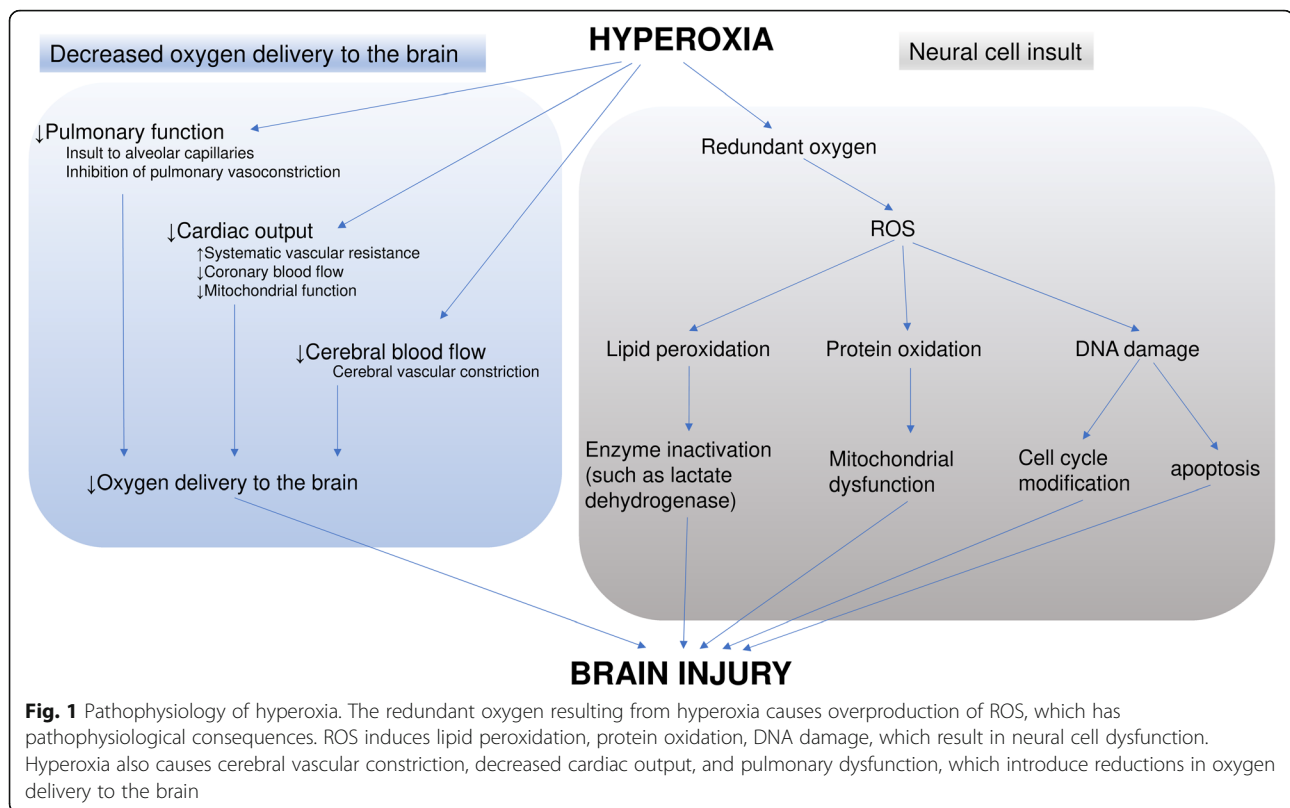 HYPEROXIA
Decreased oxygen delivery to the brain
Neural cell insult
↓Pulmonary function
Insult to alveolar capillaries
Inhibition of pulmonary vasoconstriction
↓Cardiac output
↑Systematic vascular resistance
↓Coronary blood flow
↓Mitochondrial function
↓Cerebral blood flow
Cerebral vascular constriction
↓Oxygen delivery to the brain
Redundant oxygen
ROS
Lipid peroxidation
Protein oxidation
DNA damage
Enzyme inactivation
(such as lactate
dehydrogenase)
Mitochondrial
dysfunction
Cell cycle
modification
apoptosis
BRAIN INJURY
Fig. 1 Pathophysiology of hyperoxia. The redundant oxygen resulting from hyperoxia causes overproduction of ROS, which has
pathophysiological consequences. ROS induces lipid peroxidation, protein oxidation, DNA damage, which result in neural cell dysfunction.
Hyperoxia also causes cerebral vascular constriction, decreased cardiac output, and pulmonary dysfunction, which introduce reductions in oxygen
delivery to the brain